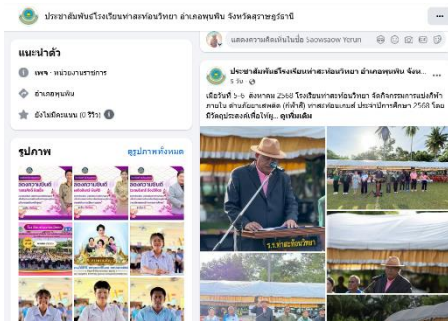 ประชาสัมพันธ์โรงเรียนท่าสะท้อนวิทยา อำเภอพุนพิน จังหวัดสุราษฎร์ธานี
แนะนำตัว
เพจ · หน่วยงานราชการ
อำเภอพุนพิน
ยังไม่มีคะแนน (0 รีวิว)
รูปภาพ
ดูรูปภาพทั้งหมด
แสดงความคิดเห็นในชื่อ Saowsaow Yerun
ประชาสัมพันธ์โรงเรียนท่าสะท้อนวิทยา อำเภอพุนพิน จังห...
5 วัน
เมื่อวันที่ 5-6 สิงหาคม 2568 โรงเรียนท่าสะท้อนวิทยา จัดกิจกรรมการแข่งกีฬา
ภายใน ต้านภัยยาเสพติด (กีฬาสี) ท่าสะท้อนเกมส์ ประจำปีการศึกษา 2568 โดย
มีวัตถุประสงค์เพื่อให้ผู้... ดูเพิ่มเติม
ร.ร.ท่าสะท้อนวิทยา